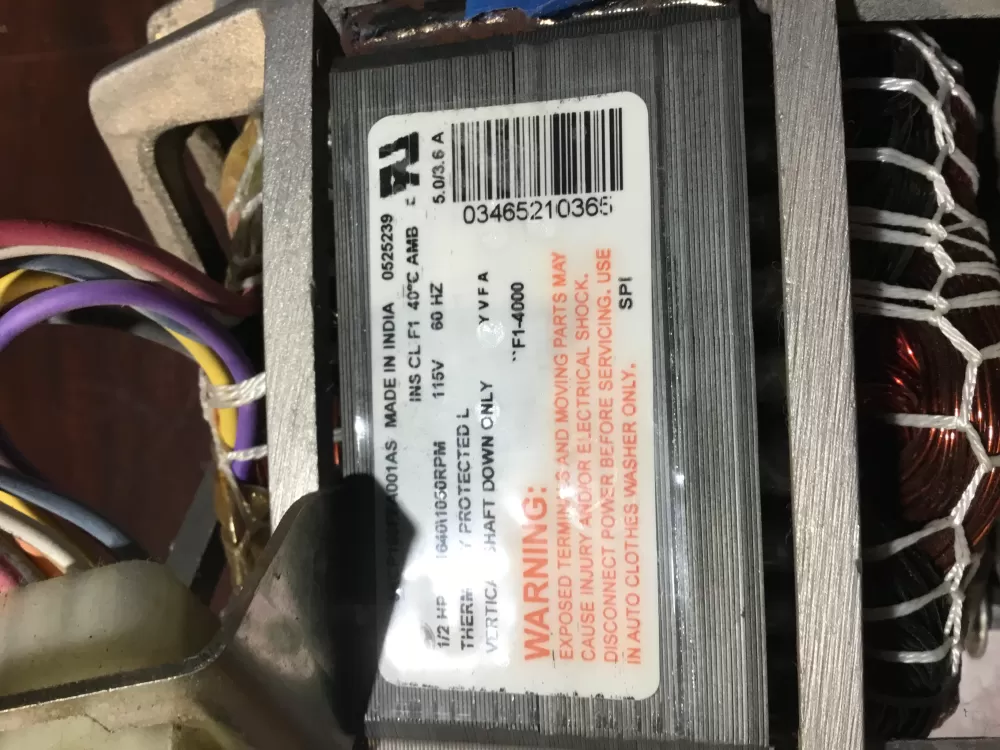 4001AS MADE IN INDIA 0525239
INS CL F1 40°C AMB
1/2 HP 1640\1050RPM 115V 60 HZ 5.0/3.6 A
PROTECTED L
SHAFT DOWN ONLY
03465210365
F1-4000
WARNING:
EXPOSED TERMINALS AND MOVING PARTS MAY
CAUSE INJURY AND/OR ELECTRICAL SHOCK.
DISCONNECT POWER BEFORE SERVICING. USE
IN AUTO CLOTHES WASHER ONLY.
SPI